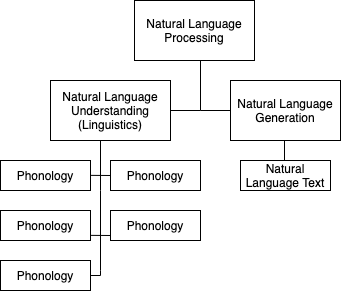 Natural Language
Processing
Natural Language
Understanding
(Linguistics)
Natural Language
Generation
Phonology
Phonology
Natural
Language Text
Phonology
Phonology
Phonology